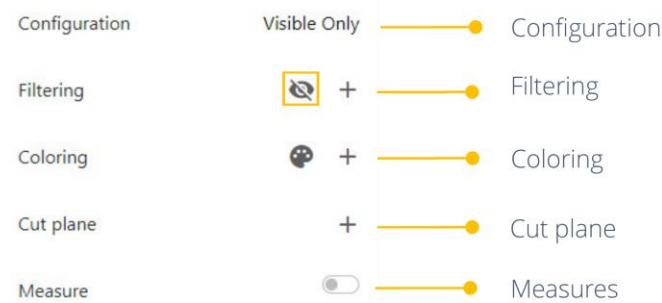 Configuration Visible Only Configuration
Filtering + Filtering
Coloring + Coloring
Cut plane + Cut plane
Measure Measures